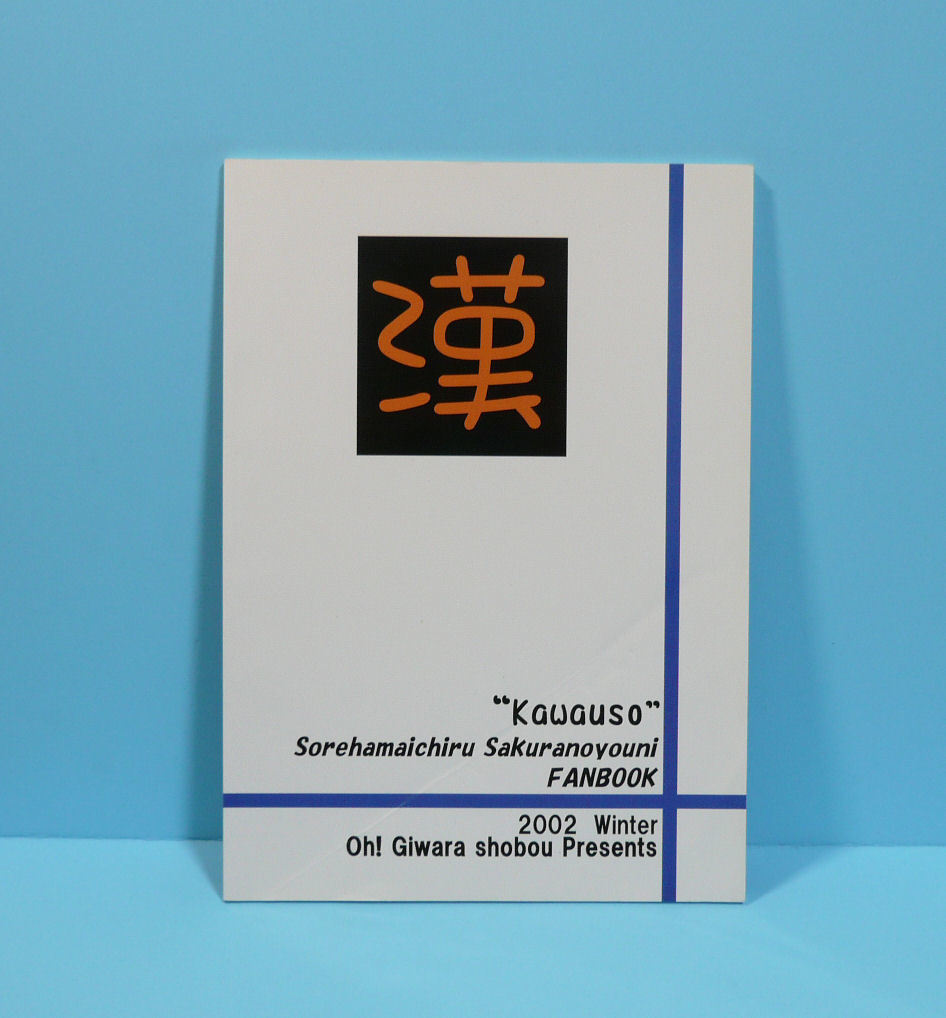 漢
“Kawauso”
Sorehamaichiru Sakuranoyouni
FANBOOK
2002 Winter
Oh! Giwara shobou Presents